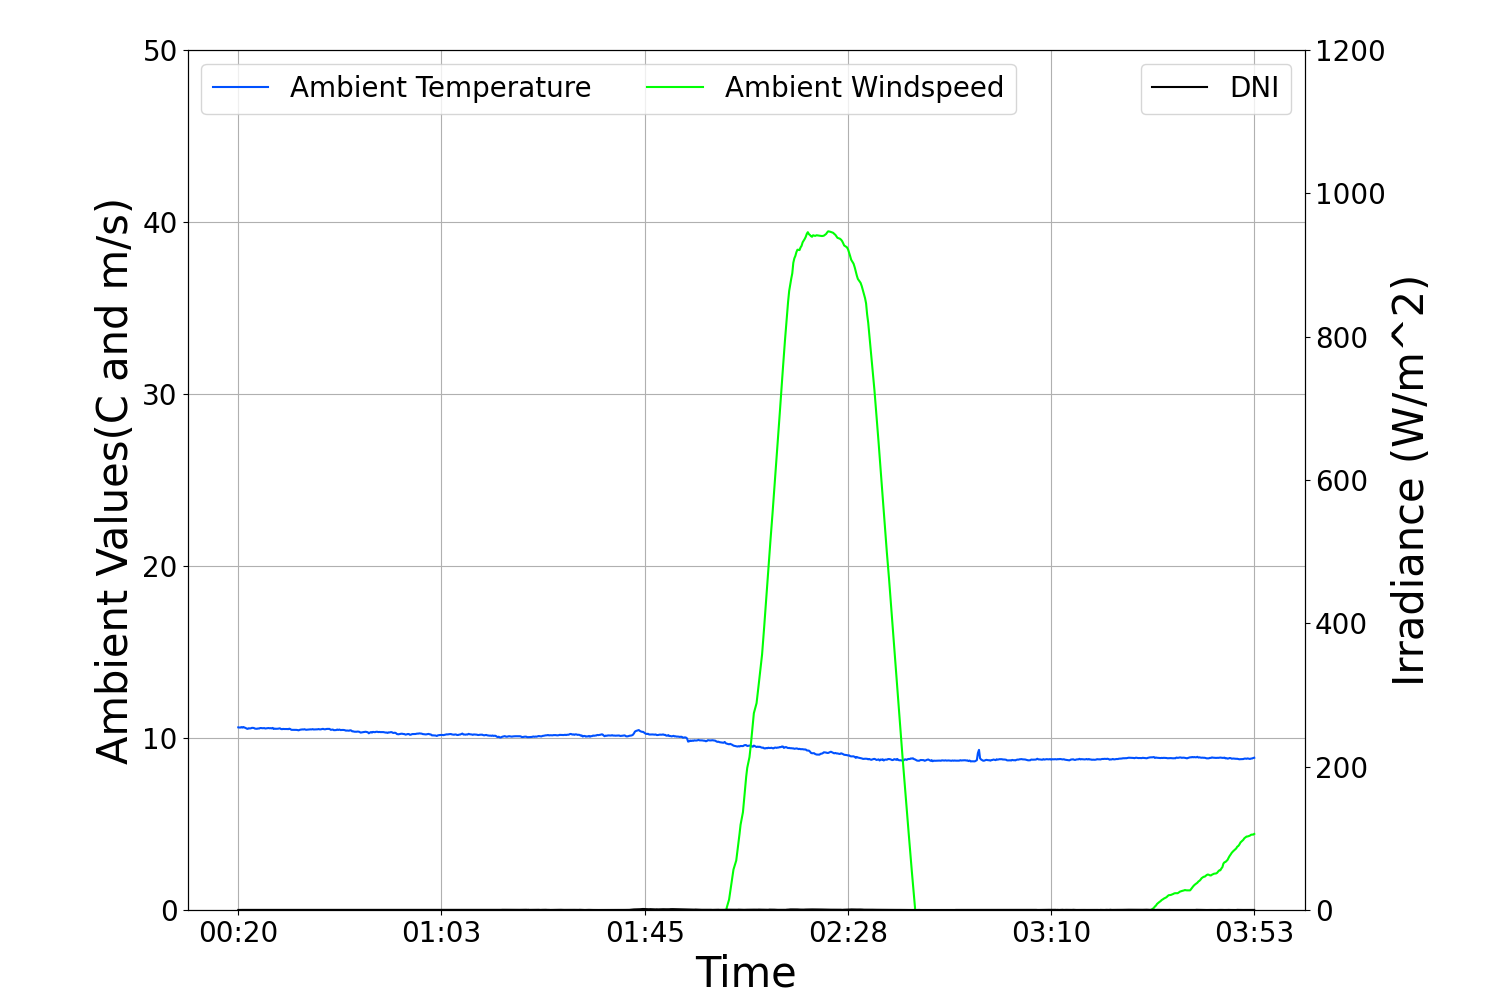 Ambient Temperature Ambient Windspeed DNI
Ambient Values(C and m/s)
50
40
30
20
10
0
1200
1000
800
600
400
200
0
Irradiance (W/m^2)
00:20 01:03 01:45 02:28 03:10 03:53
Time